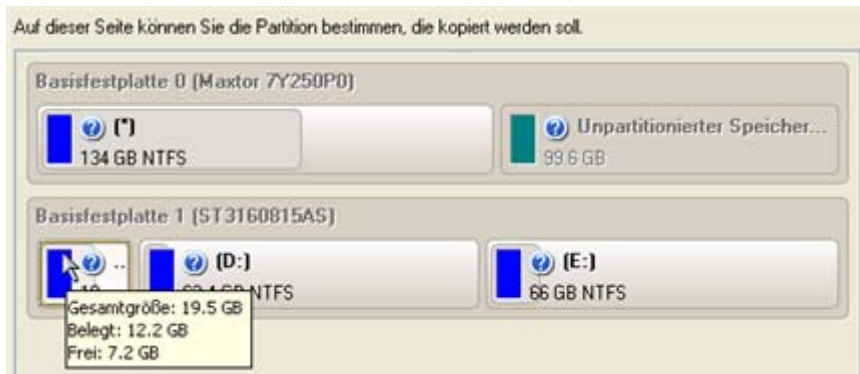 Auf dieser Seite können Sie die Partition bestimmen, die kopiert werden soll.
Basisfestplatte 0 (Maxtor 7Y250P0)
(*)
134 GB NTFS
Unpartitionierter Speicher...
99.6 GB
Basisfestplatte 1 (ST3160815AS)
...
(D:)
GB NTFS
(E:)
66 GB NTFS
Gesamtgröße: 19.5 GB
Belegt: 12.2 GB
Frei: 7.2 GB